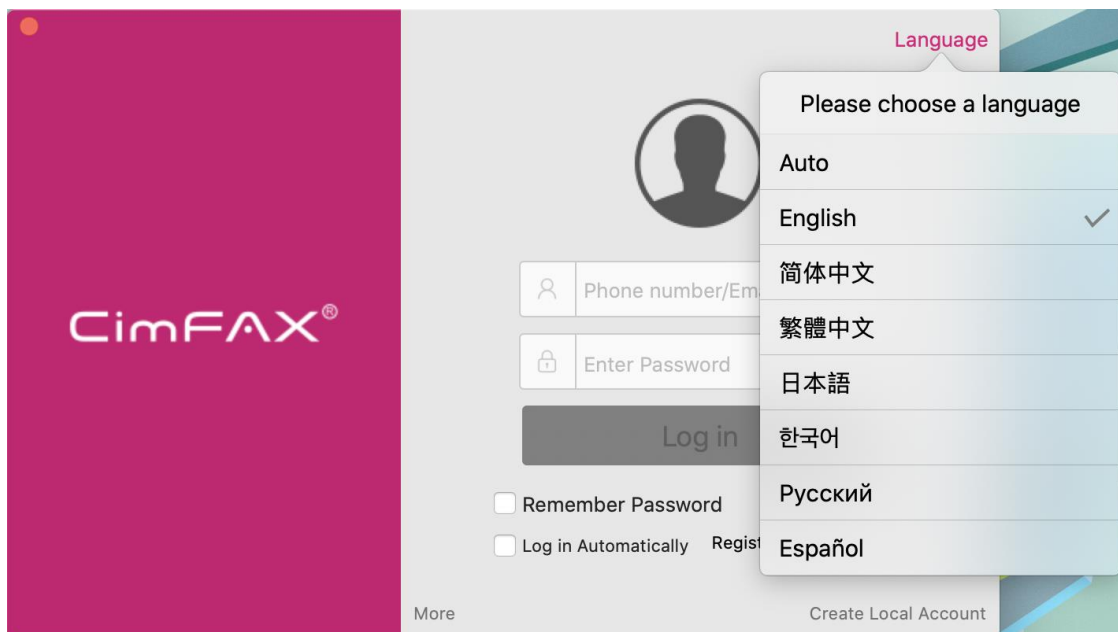 Language
Please choose a language
Auto
English
简体中文
繁體中文
日本語
한국어
Русский
Español
CimFAX®
Phone number/Em
Enter Password
Log in
Remember Password
Log in Automatically
Regist
More
Create Local Account